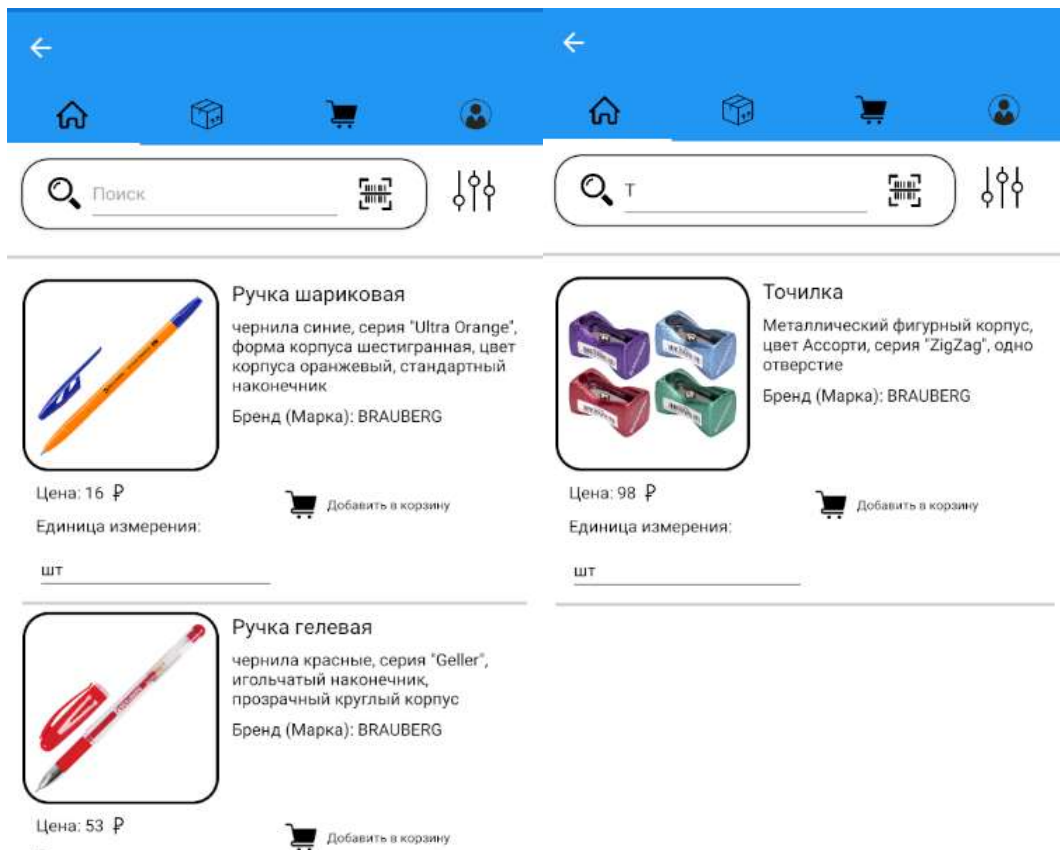 Поиск
Ручка шариковая
чернила синие, серия "Ultra Orange",
форма корпуса шестигранная, цвет
корпуса оранжевый, стандартный
наконечник
Бренд (Марка): BRAUBERG
Цена: 16 ₽
Добавить в корзину
Единица измерения:
шт
Ручка гелевая
чернила красные, серия "Geller",
игольчатый наконечник,
прозрачный круглый корпус
Бренд (Марка): BRAUBERG
Цена: 53 ₽
Добавить в корзину
Т
Точилка
Металлический фигурный корпус,
цвет Ассорти, серия "ZigZag", одно
отверстие
Бренд (Марка): BRAUBERG
Цена: 98 ₽
Добавить в корзину
Единица измерения:
шт